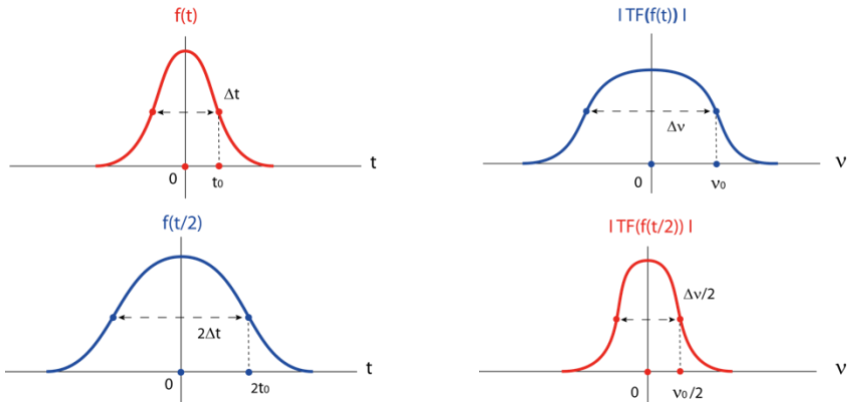 f(t)
Δt
0
t₀
t
| TF(f(t)) |
Δν
0
ν₀
ν
f(t/2)
2Δt
0
2t₀
t
| TF(f(t/2)) |
Δν/2
0
ν₀/2
ν